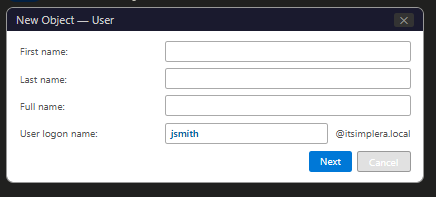 New Object — User
First name:
Last name:
Full name:
User logon name: jsmith @itsimplera.local
Next Cancel